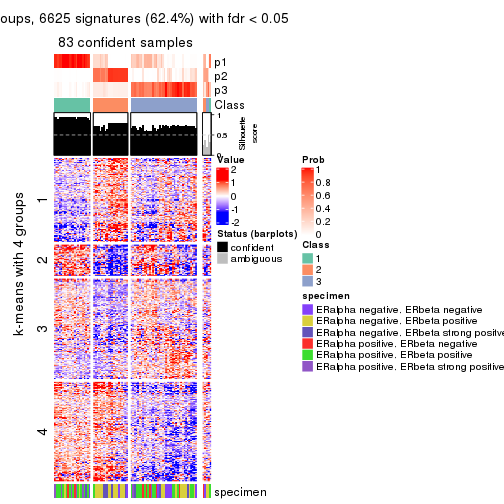 oups, 6625 signatures (62.4%) with fdr < 0.05
83 confident samples
p1
p2
p3
Class
1
0.5
0
Silhouette
score
Value
2
1
0
-1
-2
Status (barplots)
confident
ambiguous
Prob
1
0.8
0.6
0.4
0.2
0
Class
1
2
3
specimen
ERalpha negative. ERbeta negative
ERalpha negative. ERbeta positive
ERalpha negative. ERbeta strong positive
ERalpha positive. ERbeta negative
ERalpha positive. ERbeta positive
ERalpha positive. ERbeta strong positive
k-means with 4 groups
1
2
3
4
specimen